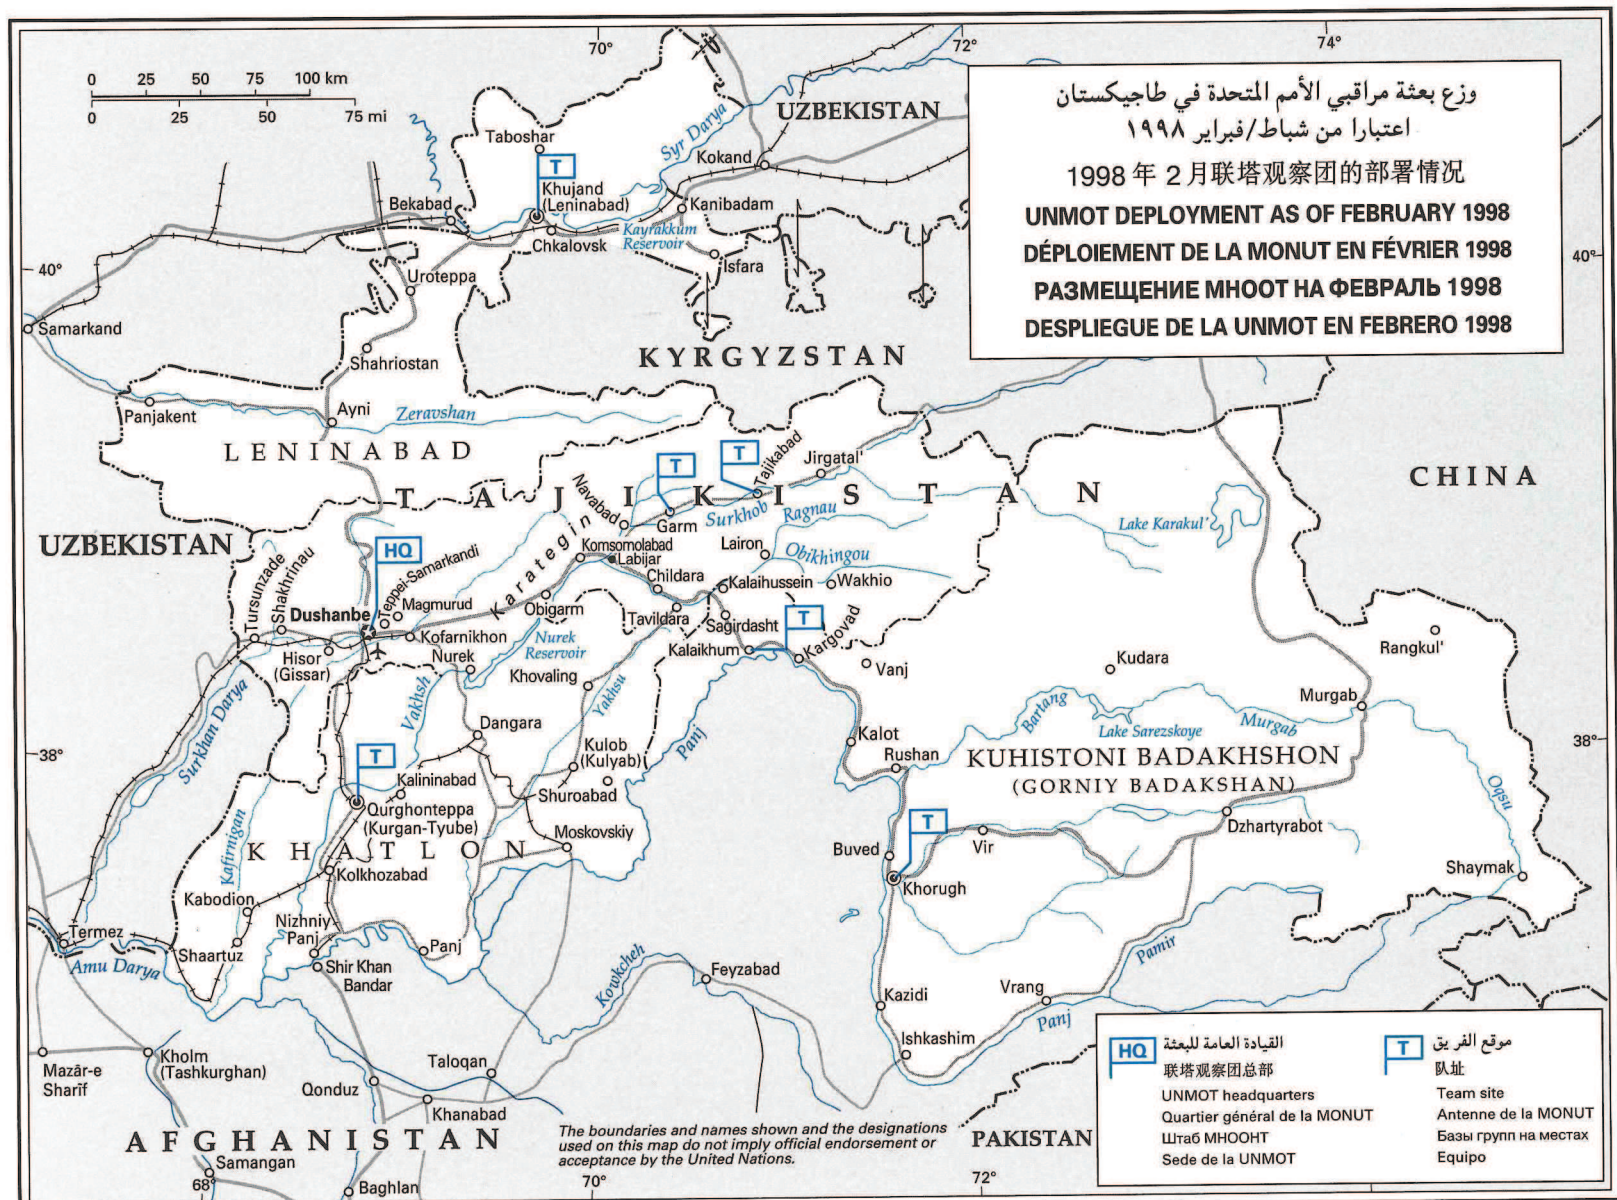 70°
72°
74°
0 25 50 75 100 km
0 25 50 75 mi
وزع بعثة مراقبي الأمم المتحدة في طاجيكستان
اعتبارا من شباط/فبراير ١٩٩٨
1998 年 2 月联塔观察团的部署情况
UNMOT DEPLOYMENT AS OF FEBRUARY 1998
DÉPLOIEMENT DE LA MONUT EN FÉVRIER 1998
РАЗМЕЩЕНИЕ МНООТ НА ФЕВРАЛЬ 1998
DESPLIEGUE DE LA UNMOT EN FEBRERO 1998
UZBEKISTAN
Taboshar
T
Syr Darya
Kokand
Khujand
(Leninabad)
Bekabad
Kanibadam
Chkalovsk
Kayrakkum
Reservoir
Isfara
40°
40°
Uroteppa
Samarkand
Shahriostan
KYRGYZSTAN
Panjakent
Ayni
Zeravshan
LENINABAD
T
T
Tajikabad
Jirgatal'
CHINA
TAJIKISTAN
Navabad
Garm
Surkhob
Ragnau
Lake Karakul'
UZBEKISTAN
HQ
Karategin
Komsomolabad
Labijar
Lairon
Obikhingou
Tursunzade
Shakhrinau
Teppei-Samarkandi
Childara
Kalaihussein
Wakhio
Dushanbe
Magmurud
Obigarm
Tavildara
Sagirdasht
T
Kargovad
Kofarnikhon
Nurek
Reservoir
Kalaikhum
Rangkul'
Hisor
(Gissar)
Nurek
Khovaling
Vanj
Kudara
Surkhan Darya
Vakhsh
Yakhsu
Murgab
Dangara
Panj
Bartang
Lake Sarezskoye
Murgab
Kalot
38°
38°
T
Kulob
(Kulyab)
Rushan
KUHISTONI BADAKHSHON
(GORNIY BADAKSHAN)
Kalininabad
Shuroabad
Oqsu
Qurghonteppa
(Kurgan-Tyube)
Moskovskiy
T
Dzhartyrabot
Kafirnigan
KHATLON
Buved
Vir
Kolkhozabad
Khorugh
Shaymak
Kabodion
Nizhniy
Panj
Termez
Shaartuz
Panj
Pamir
Amu Darya
Shir Khan
Bandar
Kowkcheh
Feyzabad
Kazidi
Vrang
Panj
Ishkashim
Mazār-e
Sharīf
Kholm
(Tashkurghan)
Taloqan
Qonduz
Khanabad
AFGHANISTAN
Samangan
Baghlan
68°
70°
72°
The boundaries and names shown and the designations
used on this map do not imply official endorsement or
acceptance by the United Nations.
PAKISTAN
HQ
القيادة العامة للبعثة
联塔观察团总部
UNMOT headquarters
Quartier général de la MONUT
Штаб МНООНТ
Sede de la UNMOT
T
موقع الفريق
队址
Team site
Antenne de la MONUT
Базы групп на местах
Equipo